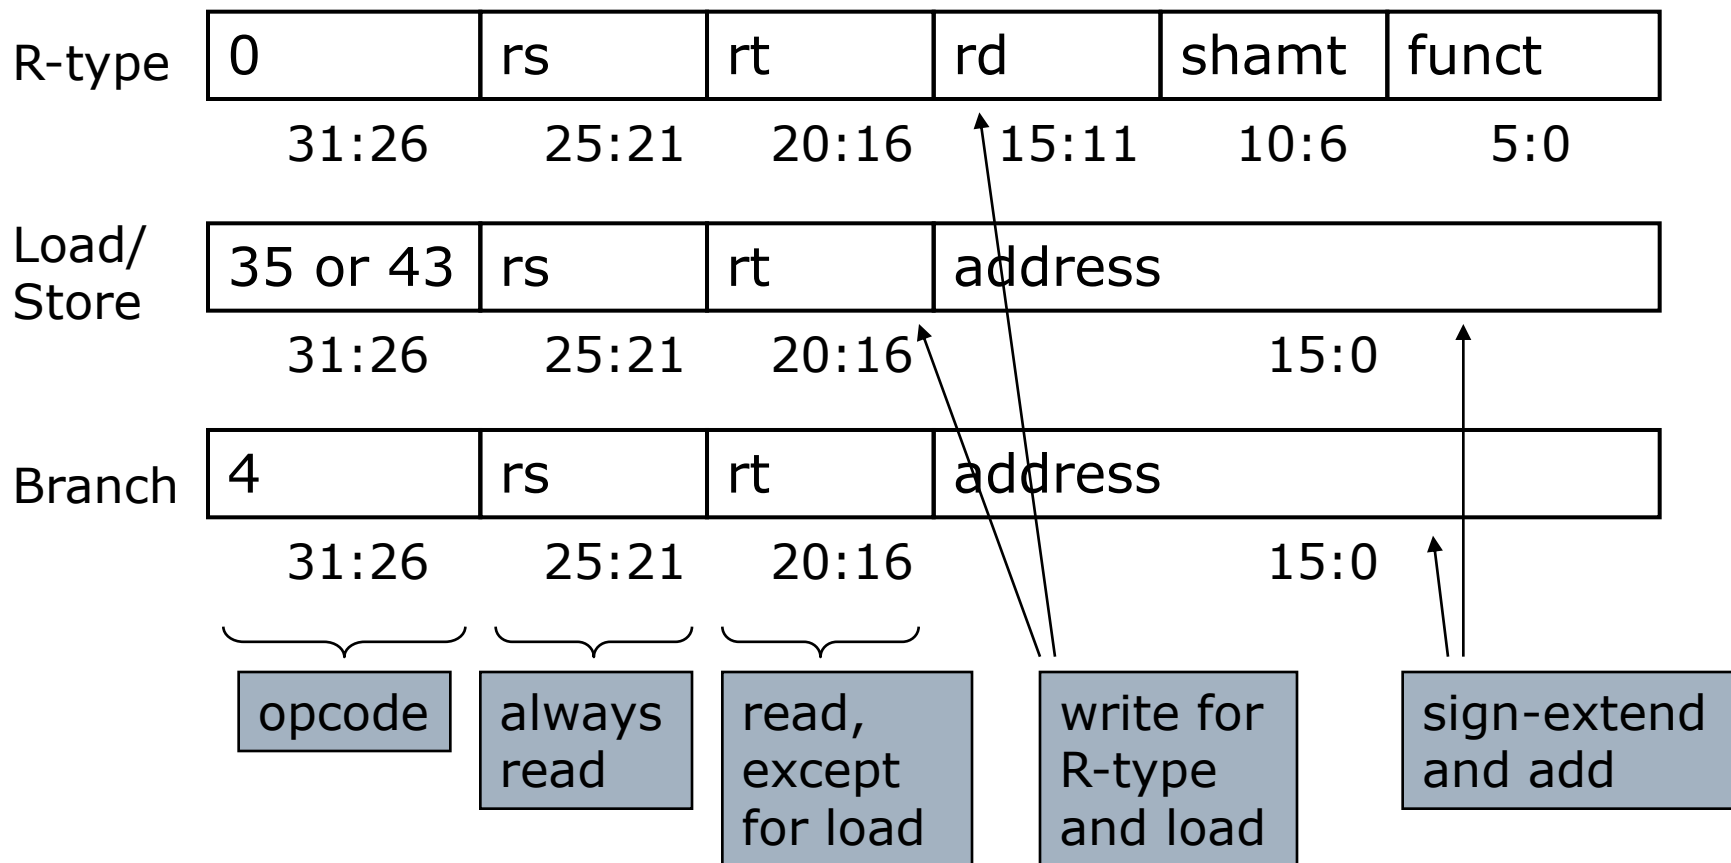 R-type 0 rs rt rd shamt funct
31:26 25:21 20:16 15:11 10:6 5:0
Load/
Store
35 or 43 rs rt address
31:26 25:21 20:16 15:0
Branch 4 rs rt address
31:26 25:21 20:16 15:0
opcode
always
read
read,
except
for load
write for
R-type
and load
sign-extend
and add